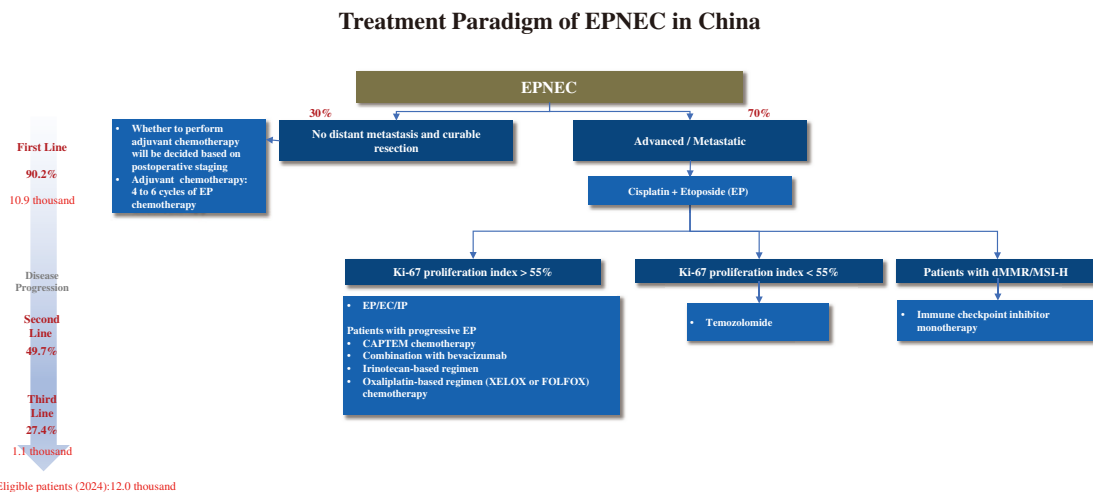 Treatment Paradigm of EPNEC in China
EPNEC
30%
70%
• Whether to perform
adjuvant chemotherapy
will be decided based on
postoperative staging
• Adjuvant chemotherapy:
4 to 6 cycles of EP
chemotherapy
No distant metastasis and curable
resection
Advanced / Metastatic
First Line
90.2%
10.9 thousand
Cisplatin + Etoposide (EP)
Disease
Progression
Ki-67 proliferation index > 55%
Ki-67 proliferation index < 55%
Patients with dMMR/MSI-H
• EP/EC/IP
Patients with progressive EP
• CAPTEM chemotherapy
• Combination with bevacizumab
• Irinotecan-based regimen
• Oxaliplatin-based regimen (XELOX or FOLFOX)
chemotherapy
• Temozolomide
• Immune checkpoint inhibitor
monotherapy
Second
Line
49.7%
Third
Line
27.4%
1.1 thousand
Eligible patients (2024):12.0 thousand